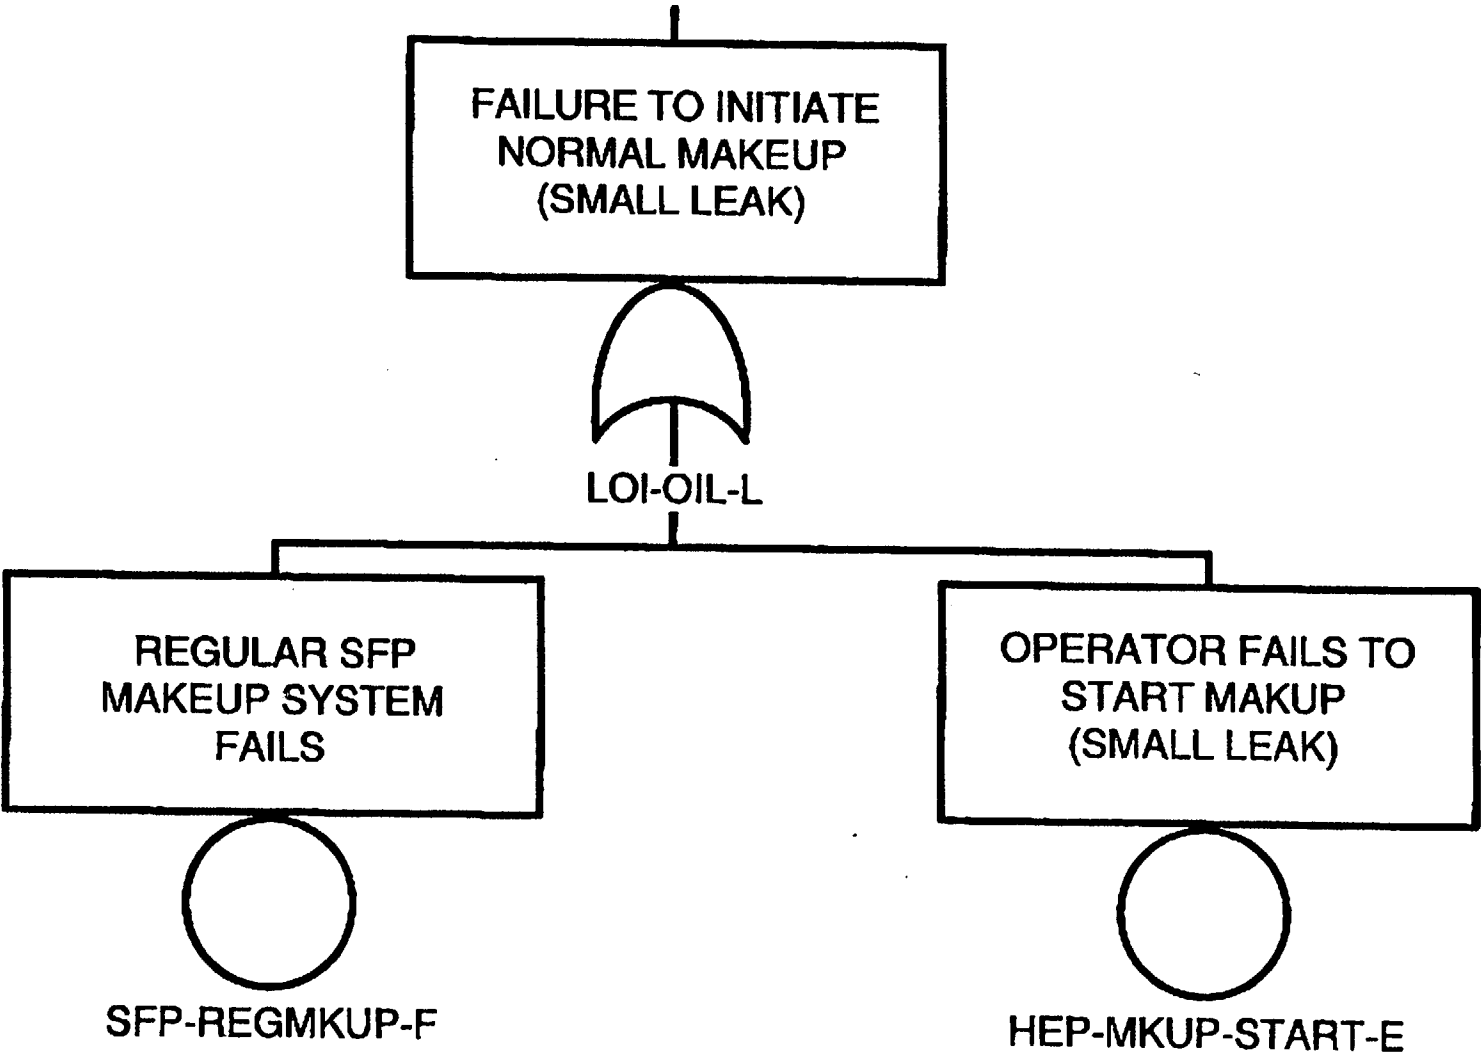 FAILURE TO INITIATE
NORMAL MAKEUP
(SMALL LEAK)
LOI-OIL-L
REGULAR SFP
MAKEUP SYSTEM
FAILS
OPERATOR FAILS TO
START MAKUP
(SMALL LEAK)
SFP-REGMKUP-F
HEP-MKUP-START-E